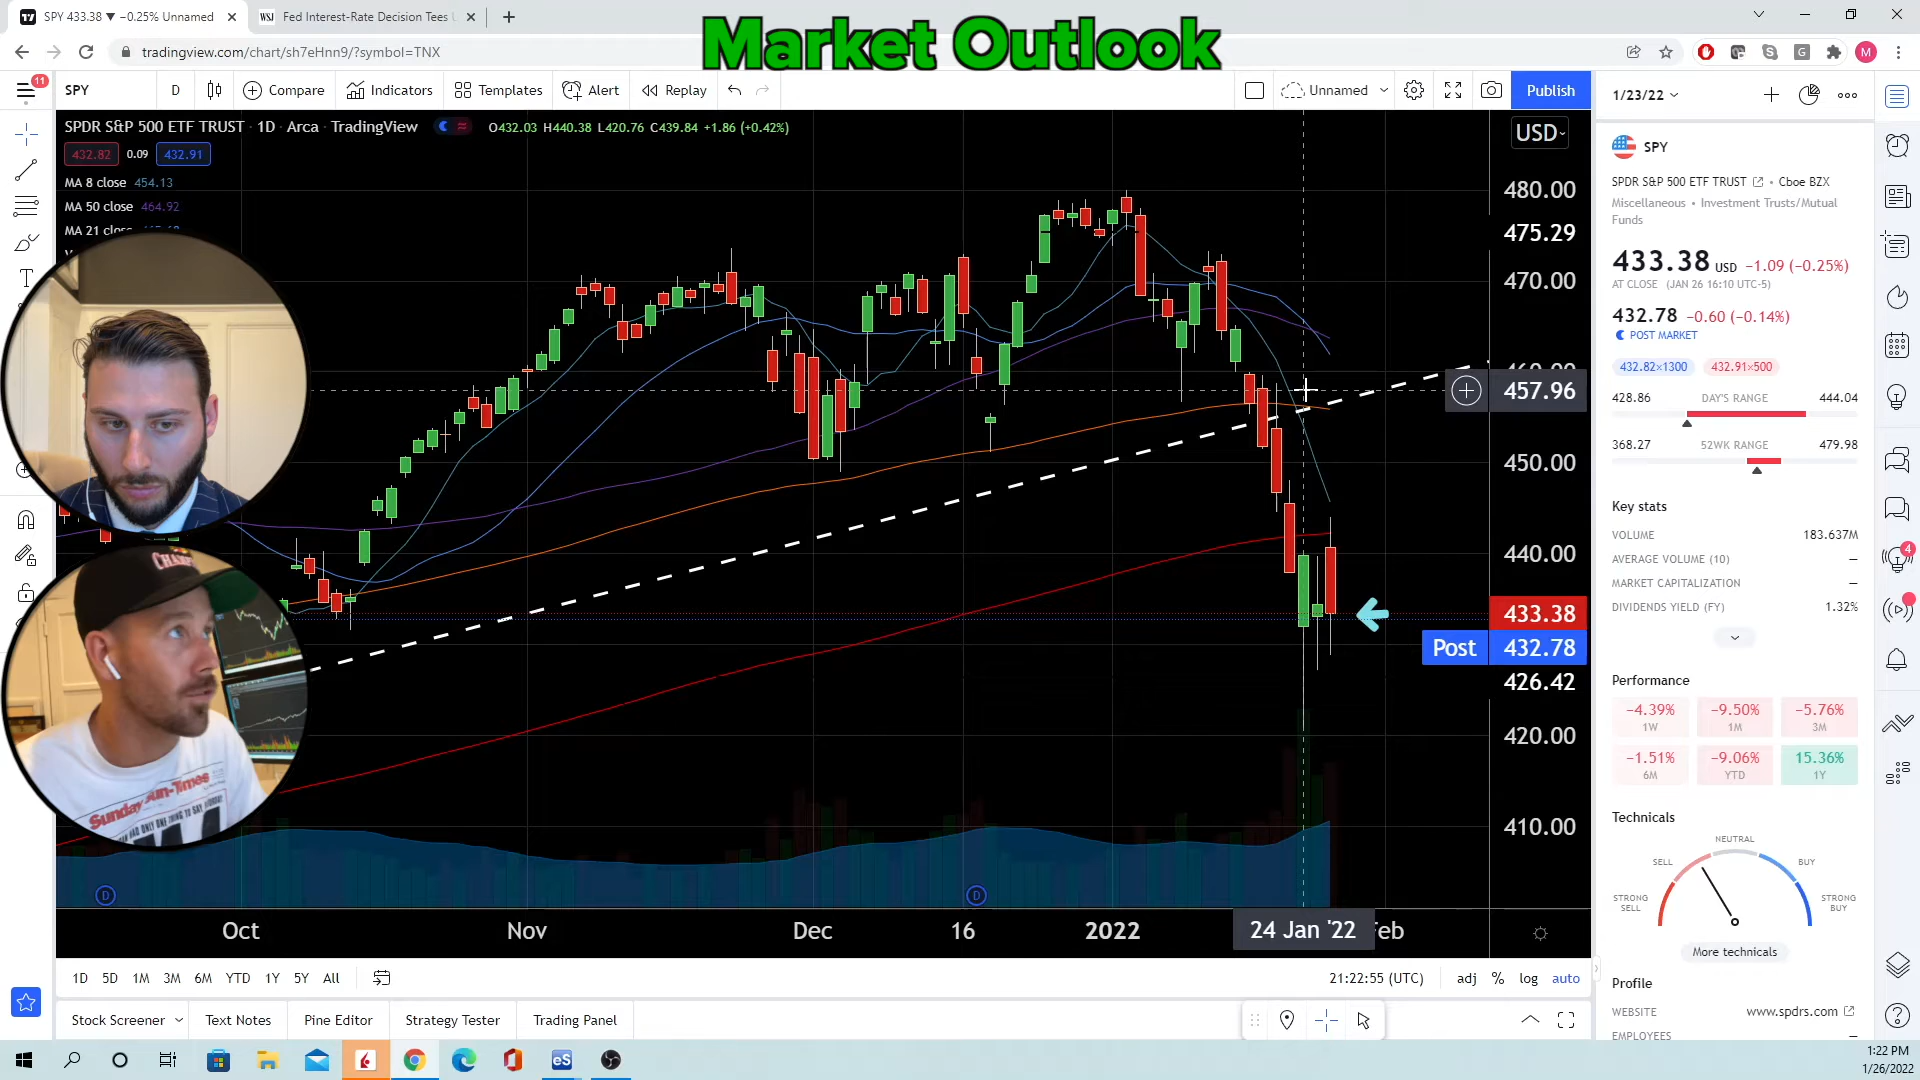 SPY 433.38 ▼ −0.25% Unnamed
WSJ Fed Interest-Rate Decision Tees
tradingview.com/chart/sh7eHnn9/?symbol=TNX
Market Outlook
11
SPY D Compare Indicators Templates Alert Replay Unnamed Publish
SPDR S&P 500 ETF TRUST · 1D · Arca · TradingView O432.03 H440.38 L420.76 C439.84 +1.86 (+0.42%)
432.82 0.09 432.91
MA 8 close 454.13
MA 50 close 464.92
MA 21 close
USD
480.00
475.29
470.00
457.96
450.00
440.00
433.38
Post 432.78
426.42
420.00
410.00
D D
Oct Nov Dec 16 2022 24 Jan '22 Feb
1D 5D 1M 3M 6M YTD 1Y 5Y All
21:22:55 (UTC) adj % log auto
Stock Screener Text Notes Pine Editor Strategy Tester Trading Panel
1/23/22
SPY
SPDR S&P 500 ETF TRUST • Cboe BZX
Miscellaneous • Investment Trusts/Mutual
Funds
433.38 USD −1.09 (−0.25%)
AT CLOSE (JAN 26 16:10 UTC-5)
432.78 −0.60 (−0.14%)
POST MARKET
432.82×1300 432.91×500
428.86 DAY'S RANGE 444.04
368.27 52WK RANGE 479.98
Key stats
VOLUME 183.637M
AVERAGE VOLUME (10) —
MARKET CAPITALIZATION —
DIVIDENDS YIELD (FY) 1.32%
Performance
−4.39% −9.50% −5.76%
1W 1M 3M
−1.51% −9.06% 15.36%
6M YTD 1Y
Technicals
NEUTRAL
SELL BUY
STRONG SELL STRONG BUY
More technicals
Profile
WEBSITE www.spdrs.com
EMPLOYEES —
4
M
Sunday Sun-Times
eS
1:22 PM
1/26/2022